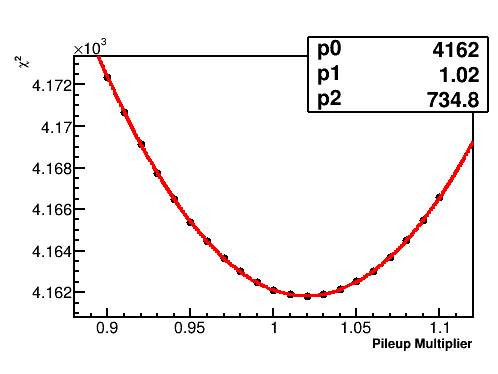 ×10³
χ²
p0 4162
p1 1.02
p2 734.8
4.172
4.17
4.168
4.166
4.164
4.162
0.9 0.95 1 1.05 1.1
Pileup Multiplier